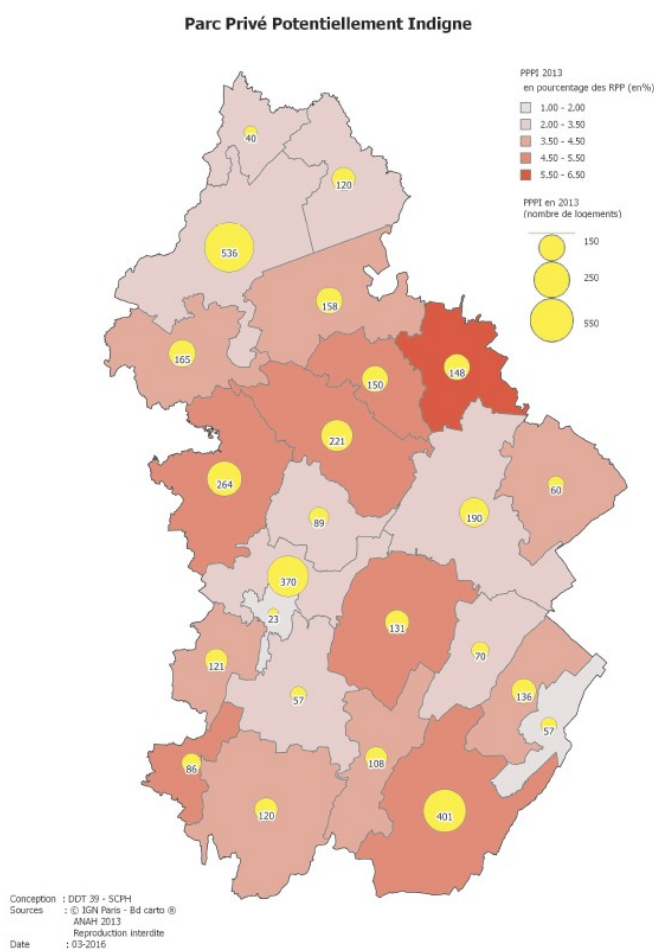 Parc Privé Potentiellement Indigne
PPPI 2013
en pourcentage des RPP (en%)
1.00 - 2.00
2.00 - 3.50
3.50 - 4.50
4.50 - 5.50
5.50 - 6.50
PPPI en 2013
(nombre de logements)
150
250
550
40
120
536
158
165
150
148
221
264
60
89
190
370
23
131
121
70
57
136
57
86
108
120
401
Conception : DDT 39 - SCPH
Sources : © IGN Paris - Bd carto ®
ANAH 2013
Reproduction interdite
Date : 03-2016